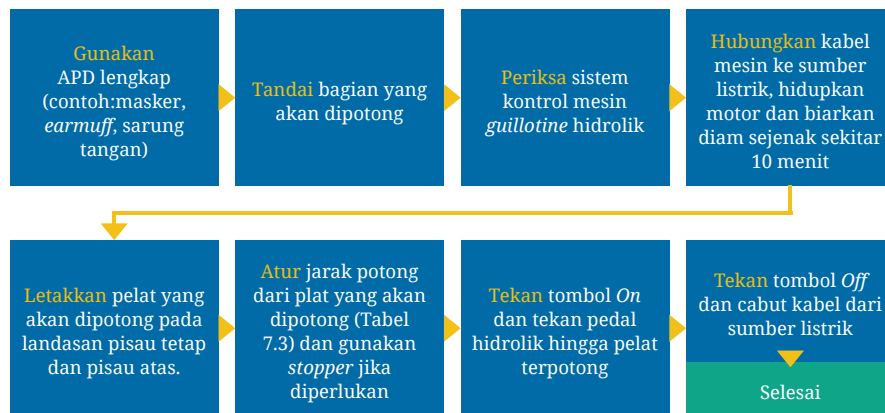 Gunakan
APD lengkap
(contoh:masker,
earmuff, sarung
tangan)
Tandai bagian yang
akan dipotong
Periksa sistem
kontrol mesin
guillotine hidrolik
Hubungkan kabel
mesin ke sumber
listrik, hidupkan
motor dan biarkan
diam sejenak sekitar
10 menit
Letakkan pelat yang
akan dipotong pada
landasan pisau tetap
dan pisau atas.
Atur jarak potong
dari plat yang akan
dipotong (Tabel
7.3) dan gunakan
stopper jika
diperlukan
Tekan tombol On
dan tekan pedal
hidrolik hingga pelat
terpotong
Tekan tombol Off
dan cabut kabel dari
sumber listrik
Selesai